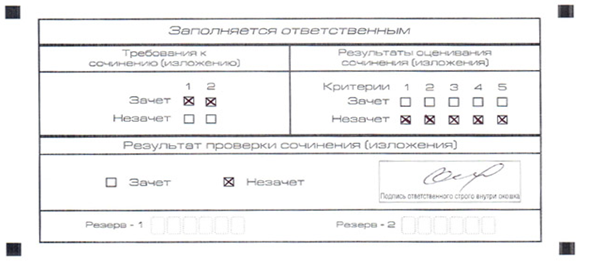 Заполняется ответственным
Требования к
сочинению (изложению)
Результаты оценивания
сочинения (изложения)
1 2
Зачет
Незачет
Критерии 1 2 3 4 5
Зачет
Незачет
Результат проверки сочинения (изложения)
Зачет
Незачет
Подпись ответственного строго внутри окошка
Резерв - 1
Резерв - 2